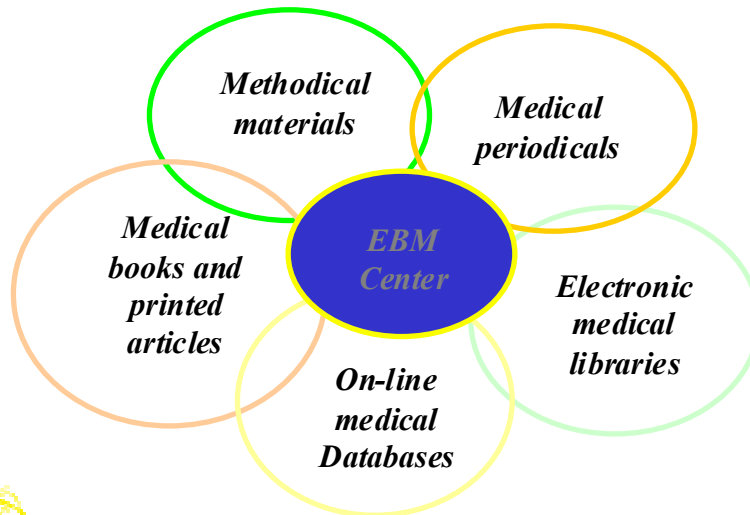 Methodical
materials
Medical
periodicals
Medical
books and
printed
articles
EBM
Center
Electronic
medical
libraries
On-line
medical
Databases